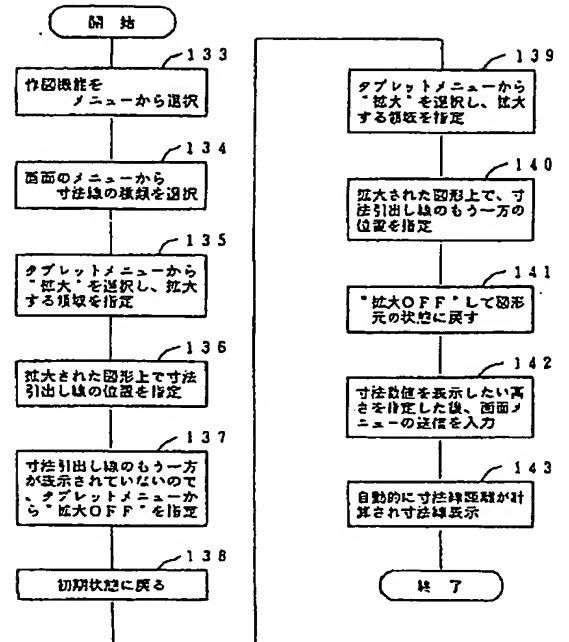 開始
133
作図機能を
メニューから選択
134
画面のメニューから
寸法線の種類を選択
135
タブレットメニューから
"拡大"を選択し、拡大
する領域を指定
136
拡大された図形上で寸法
引出し線の位置を指定
137
寸法引出し線のもう一方
が表示されていないので
、タブレットメニューか
ら"拡大OFF"を指定
138
初期状態に戻る
139
タブレットメニューから
"拡大"を選択し、拡大
する領域を指定
140
拡大された図形上で、寸
法引出し線のもう一方の
位置を指定
141
"拡大OFF"して図形
元の状態に戻す
142
寸法数値を表示したい高
さを指定した後、画面メ
ニューの送信を入力
143
自動的に寸法線距離が計
算され寸法線表示
終了